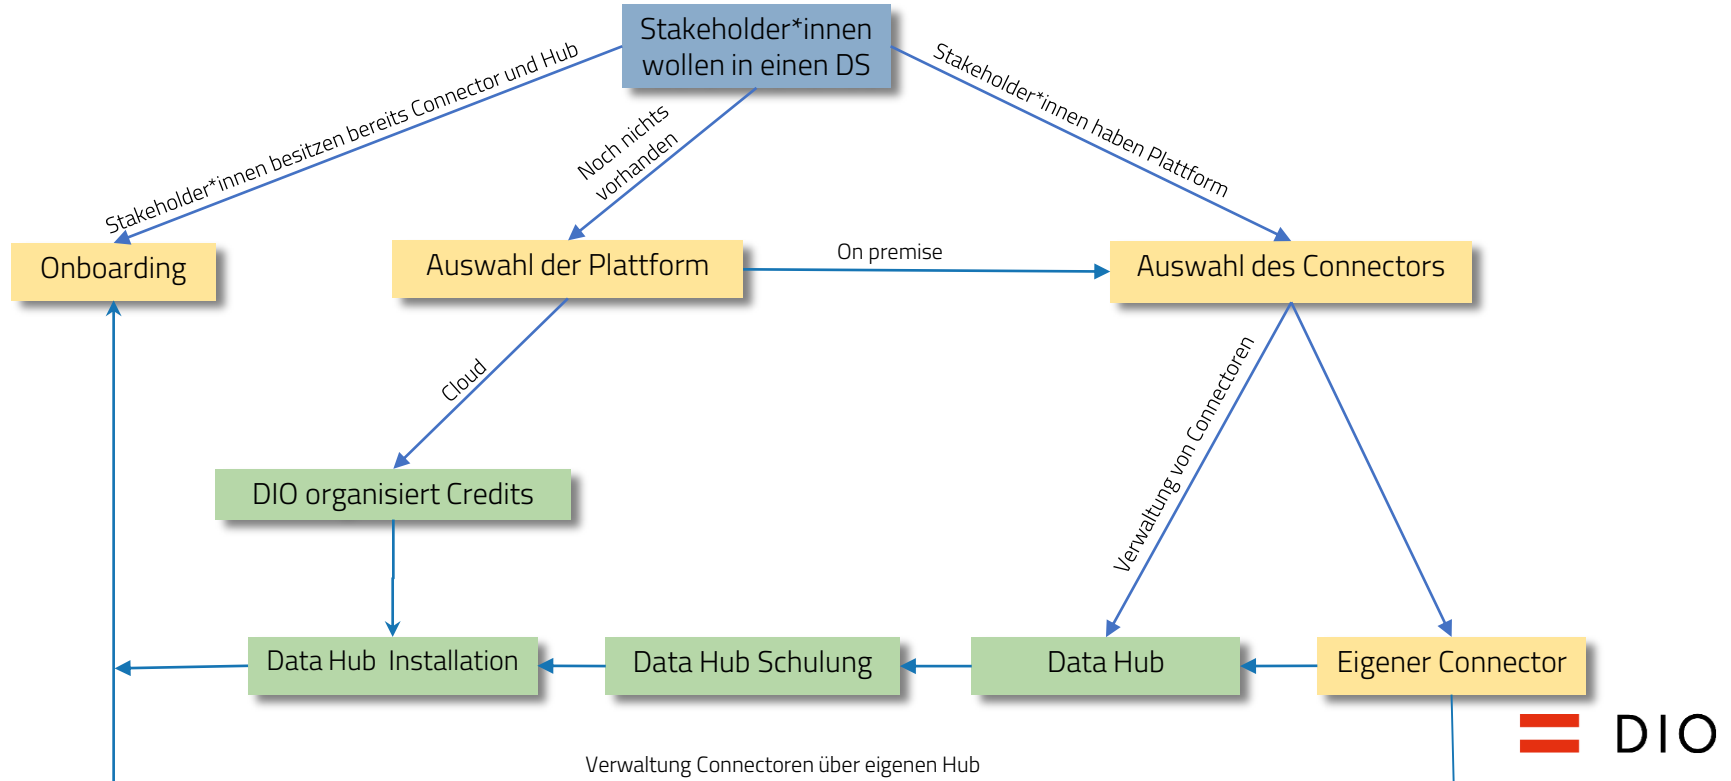 Stakeholder*innen
wollen in einen DS
Stakeholder*innen besitzen bereits Connector und Hub
Noch nichts
vorhanden
Stakeholder*innen haben Plattform
Onboarding
Auswahl der Plattform
On premise
Auswahl des Connectors
Cloud
Verwaltung von Connectoren
DIO organisiert Credits
Data Hub Installation
Data Hub Schulung
Data Hub
Eigener Connector
DIO
Verwaltung Connectoren über eigenen Hub